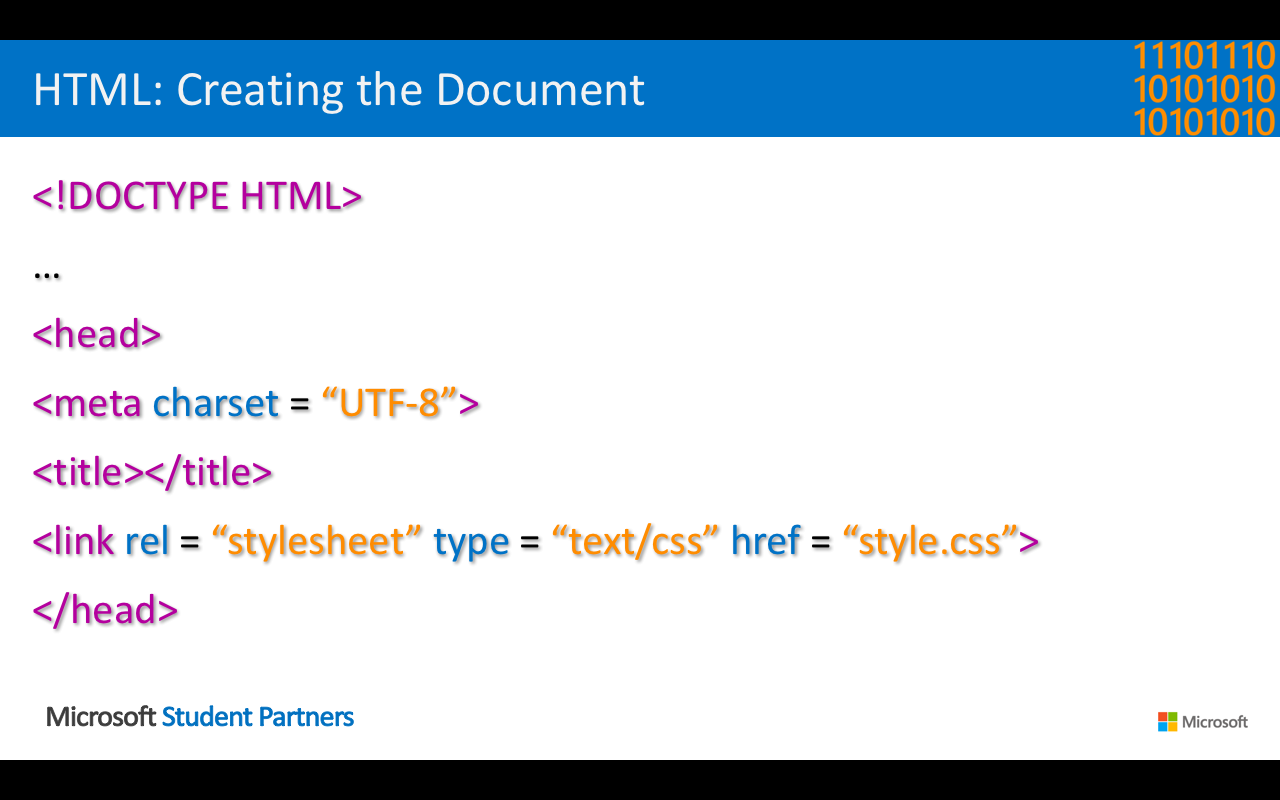 HTML: Creating the Document
11101110
10101010
10101010
<!DOCTYPE HTML>
…
<head>
<meta charset = “UTF-8”>
<title></title>
<link rel = “stylesheet” type = “text/css” href = “style.css”>
</head>
Microsoft Student Partners
Microsoft